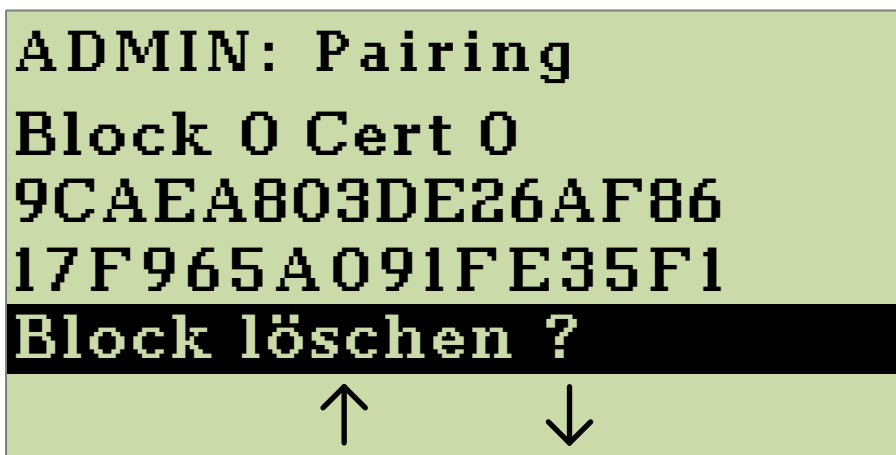 ADMIN: Pairing
Block 0 Cert 0
9CAEA803DE26AF86
17F965A091FE35F1
Block löschen ?
↑ ↓